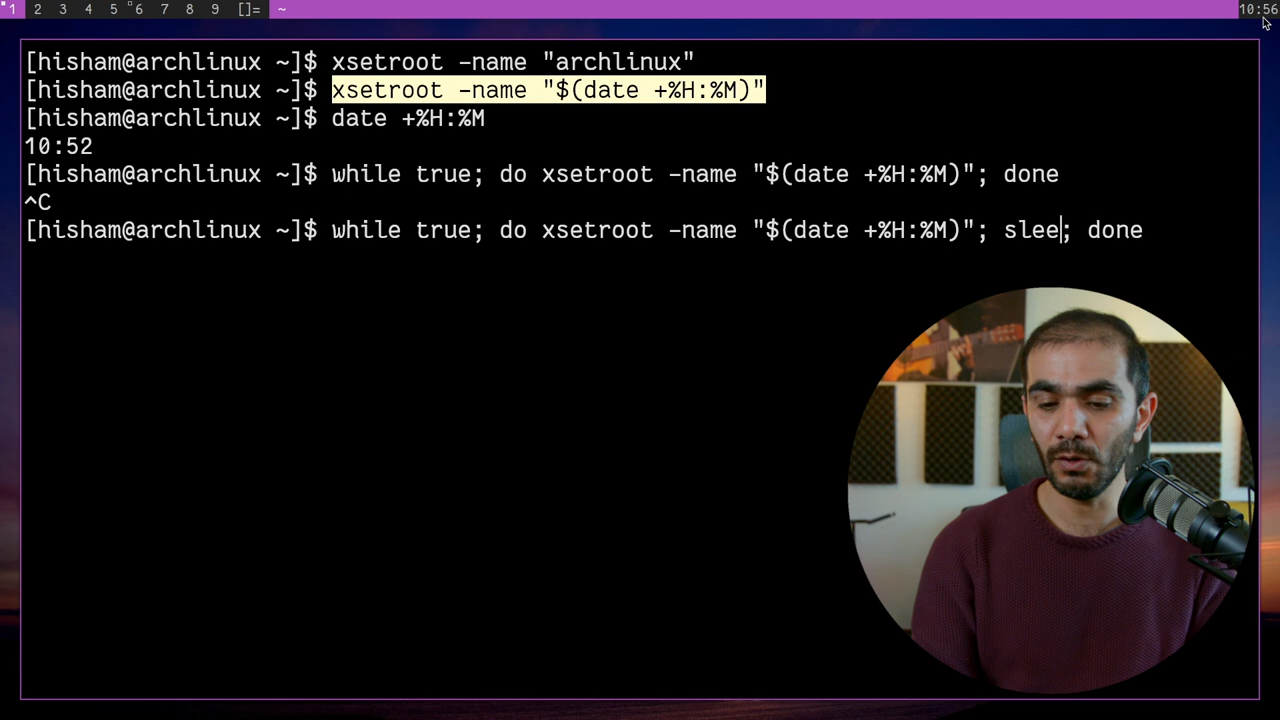 1 2 3 4 5 6 7 8 9 []= ~ 10:56
[hisham@archlinux ~]$ xsetroot -name "archlinux"
[hisham@archlinux ~]$ xsetroot -name "$(date +%H:%M)"
[hisham@archlinux ~]$ date +%H:%M
10:52
[hisham@archlinux ~]$ while true; do xsetroot -name "$(date +%H:%M)"; done
^C
[hisham@archlinux ~]$ while true; do xsetroot -name "$(date +%H:%M)"; slee; done